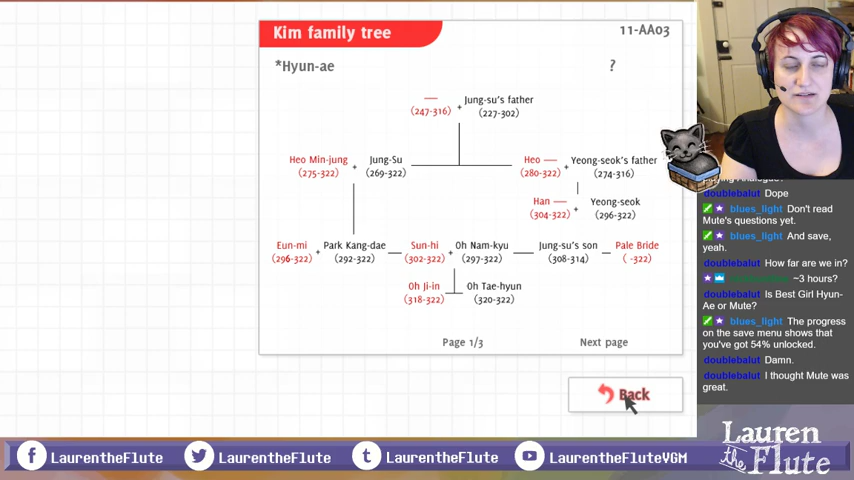 Kim family tree
11-AA03
*Hyun-ae
?
— + Jung-su's father
(247-316) (227-302)
Heo Min-jung + Jung-Su Heo — + Yeong-seok's father
(275-322) (269-322) (280-322) (274-316)
Han — + Yeong-seok
(304-322) (296-322)
Eun-mi + Park Kang-dae — Sun-hi + Oh Nam-kyu Jung-su's son Pale Bride
(296-322) (292-322) (302-322) (297-322) (308-314) ( -322)
Oh Ji-in Oh Tae-hyun
(318-322) (320-322)
Page 1/3
Next page
Back
doublebalut Dope
blues_light Don't read
Mute's questions yet.
blues_light And save,
yeah.
doublebalut How far are we in?
~3 hours?
doublebalut Is Best Girl Hyun-
Ae or Mute?
blues_light The progress
on the save menu shows that
you've got 54% unlocked.
doublebalut Damn.
doublebalut I thought Mute was
great.
Lauren
the Flute
LaurentheFlute
LaurentheFlute
LaurentheFlute
LaurentheFluteVGM